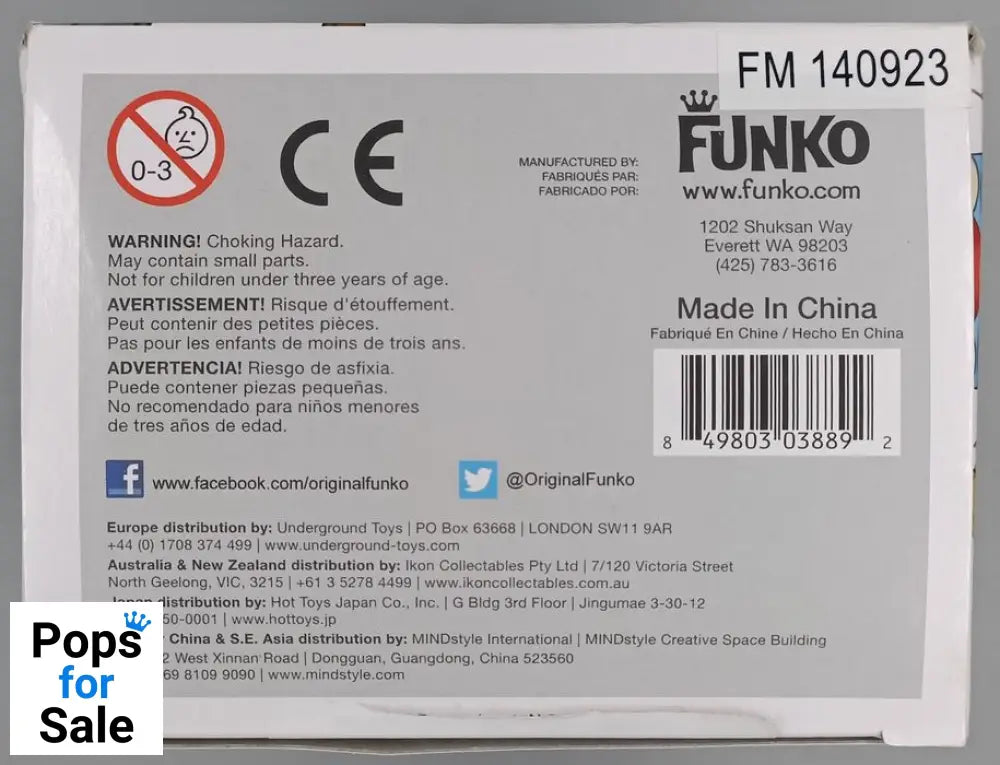 FM 140923
0-3
CE
MANUFACTURED BY:
FABRIQUÉS PAR:
FABRICADO POR:
FUNKO
www.funko.com
1202 Shuksan Way
Everett WA 98203
(425) 783-3616
Made In China
Fabriqué En Chine / Hecho En China
8 49803 03889 2
WARNING! Choking Hazard.
May contain small parts.
Not for children under three years of age.
AVERTISSEMENT! Risque d'étouffement.
Peut contenir des petites pièces.
Pas pour les enfants de moins de trois ans.
ADVERTENCIA! Riesgo de asfixia.
Puede contener piezas pequeñas.
No recomendado para niños menores
de tres años de edad.
f www.facebook.com/originalfunko
@OriginalFunko
Europe distribution by: Underground Toys | PO Box 63668 | LONDON SW11 9AR
+44 (0) 1708 374 499 | www.underground-toys.com
Australia & New Zealand distribution by: Ikon Collectables Pty Ltd | 7/120 Victoria Street
North Geelong, VIC, 3215 | +61 3 5278 4499 | www.ikoncollectables.com.au
distribution by: Hot Toys Japan Co., Inc. | G Bldg 3rd Floor | Jingumae 3-30-12
50-0001 | www.hottoys.jp
China & S.E. Asia distribution by: MINDstyle International | MINDstyle Creative Space Building
2 West Xinnan Road | Dongguan, Guangdong, China 523560
69 8109 9090 | www.mindstyle.com
Pops
for
Sale